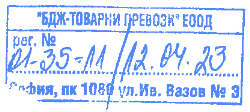 "БДЖ-ТОВАРНИ ПРЕВОЗИ" ЕООД
рег. №
01-35-11/12.04.23
София, пк 1080 ул.Ив. Вазов № 3